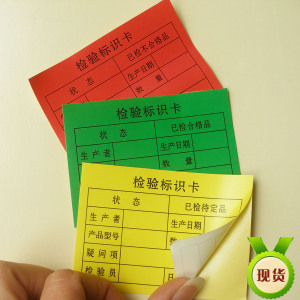 检验标识卡
状态 已检不合格品
生产日期
数量
检验标识卡
状态 已检合格品
生产者 生产日期
数量
检验标识卡
状态 已检待定品
生产者 生产日
产品型号 数
疑问项
检验员
现货